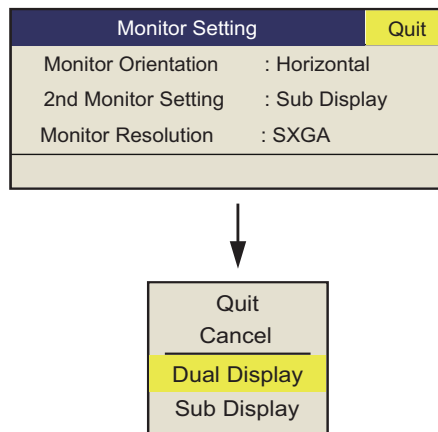 Monitor Setting Quit
Monitor Orientation : Horizontal
2nd Monitor Setting : Sub Display
Monitor Resolution : SXGA
Quit
Cancel
Dual Display
Sub Display